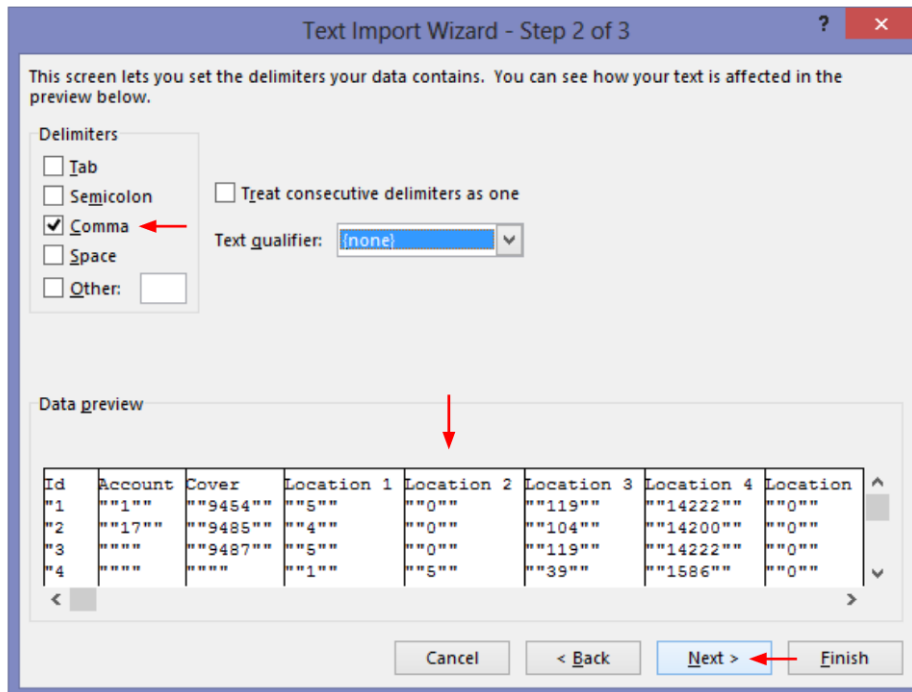 Text Import Wizard - Step 2 of 3
?
This screen lets you set the delimiters your data contains. You can see how your text is affected in the
preview below.
Delimiters
Tab
Semicolon
Comma
Space
Other:
Treat consecutive delimiters as one
Text qualifier: {none}
Data preview
Id Account Cover Location 1 Location 2 Location 3 Location 4 Location
"1 ""1"" ""9454"" ""5"" ""0"" ""119"" ""14222"" ""0""
"2 ""17"" ""9485"" ""4"" ""0"" ""104"" ""14200"" ""0""
"3 """" ""9487"" ""5"" ""0"" ""119"" ""14222"" ""0""
"4 """" """" ""1"" ""5"" ""39"" ""1586"" ""0""
Cancel < Back Next > Finish